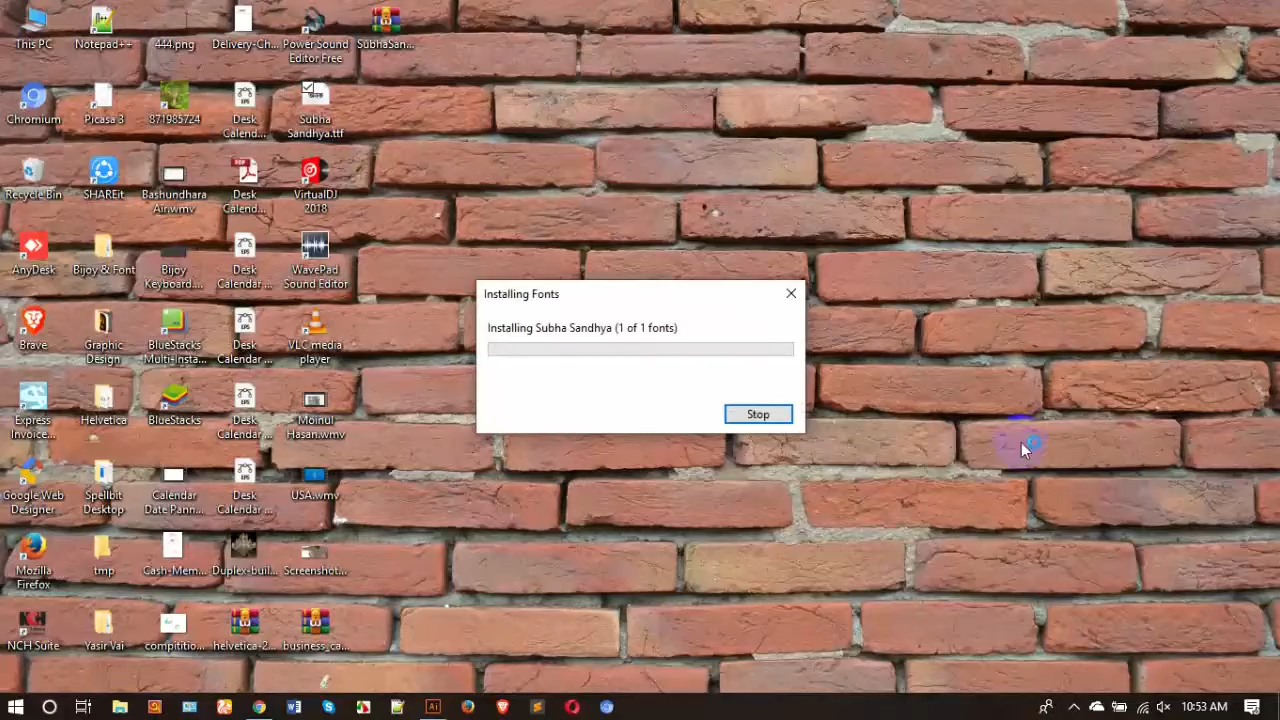 This PC
Notepad++
444.png
Delivery-Ch...
Power Sound
Editor Free
SubhaSan...
Chromium
Picasa 3
871985724
Desk
Calend...
Subha
Sandhya.ttf
Recycle Bin
SHAREit
Bashundhara
Air.wmv
Desk
Calend...
VirtualDJ
2018
AnyDesk
Bijoy & Font
Bijoy
Keyboard....
Desk
Calendar ...
WavePad
Sound Editor
Brave
Graphic
Design
BlueStacks
Multi-Insta...
Desk
Calendar ...
VLC media
player
Express
Invoice...
Helvetica
BlueStacks
Desk
Calendar ...
Moinul
Hasan.wmv
Google Web
Designer
Spellbit
Desktop
Calendar
Date Pann...
Desk
Calendar ...
USA.wmv
Mozilla
Firefox
tmp
Cash-Mem...
Duplex-buil...
Screenshot...
NCH Suite
Yasir Vai
compititio...
helvetica-2...
business_ca...
Installing Fonts
Installing Subha Sandhya (1 of 1 fonts)
Stop
10:53 AM